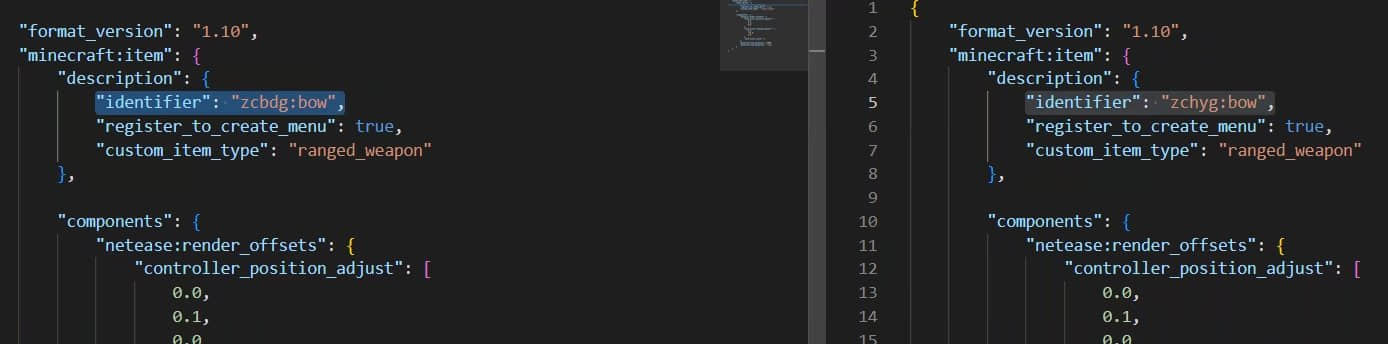 "format_version": "1.10",
"minecraft:item": {
"description": {
"identifier": "zcbdg:bow",
"register_to_create_menu": true,
"custom_item_type": "ranged_weapon"
},
"components": {
"netease:render_offsets": {
"controller_position_adjust": [
0.0,
0.1,
0.0
1 {
2 "format_version": "1.10",
3 "minecraft:item": {
4 "description": {
5 "identifier": "zchyg:bow",
6 "register_to_create_menu": true,
7 "custom_item_type": "ranged_weapon"
8 },
9
10 "components": {
11 "netease:render_offsets": {
12 "controller_position_adjust": [
13 0.0,
14 0.1,
15 0.0